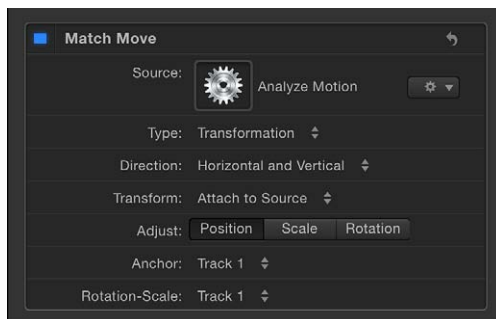 Match Move
Source: Analyze Motion
Type: Transformation
Direction: Horizontal and Vertical
Transform: Attach to Source
Adjust: Position Scale Rotation
Anchor: Track 1
Rotation-Scale: Track 1